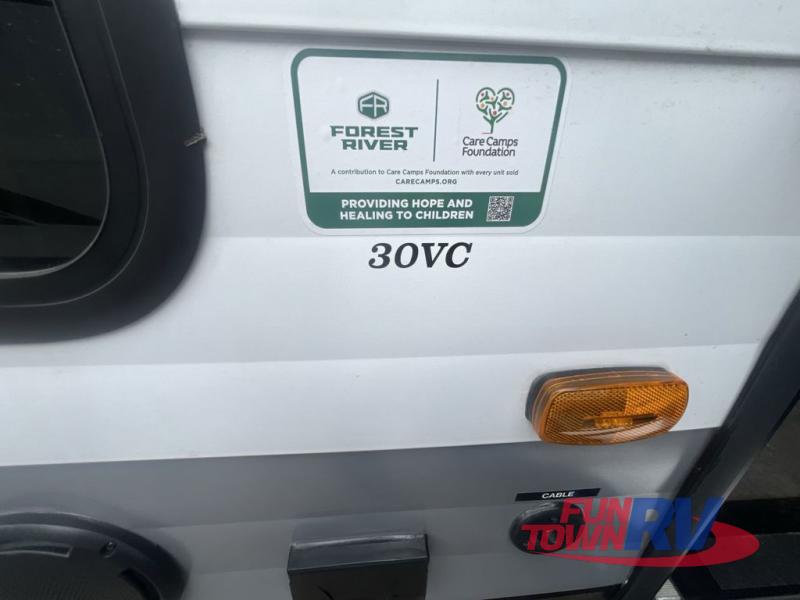 FR
FOREST
RIVER
Care Camps
Foundation
A contribution to Care Camps Foundation with every unit sold
CARECAMPS.ORG
PROVIDING HOPE AND
HEALING TO CHILDREN
30VC
CABLE
FUN
TOWN RV